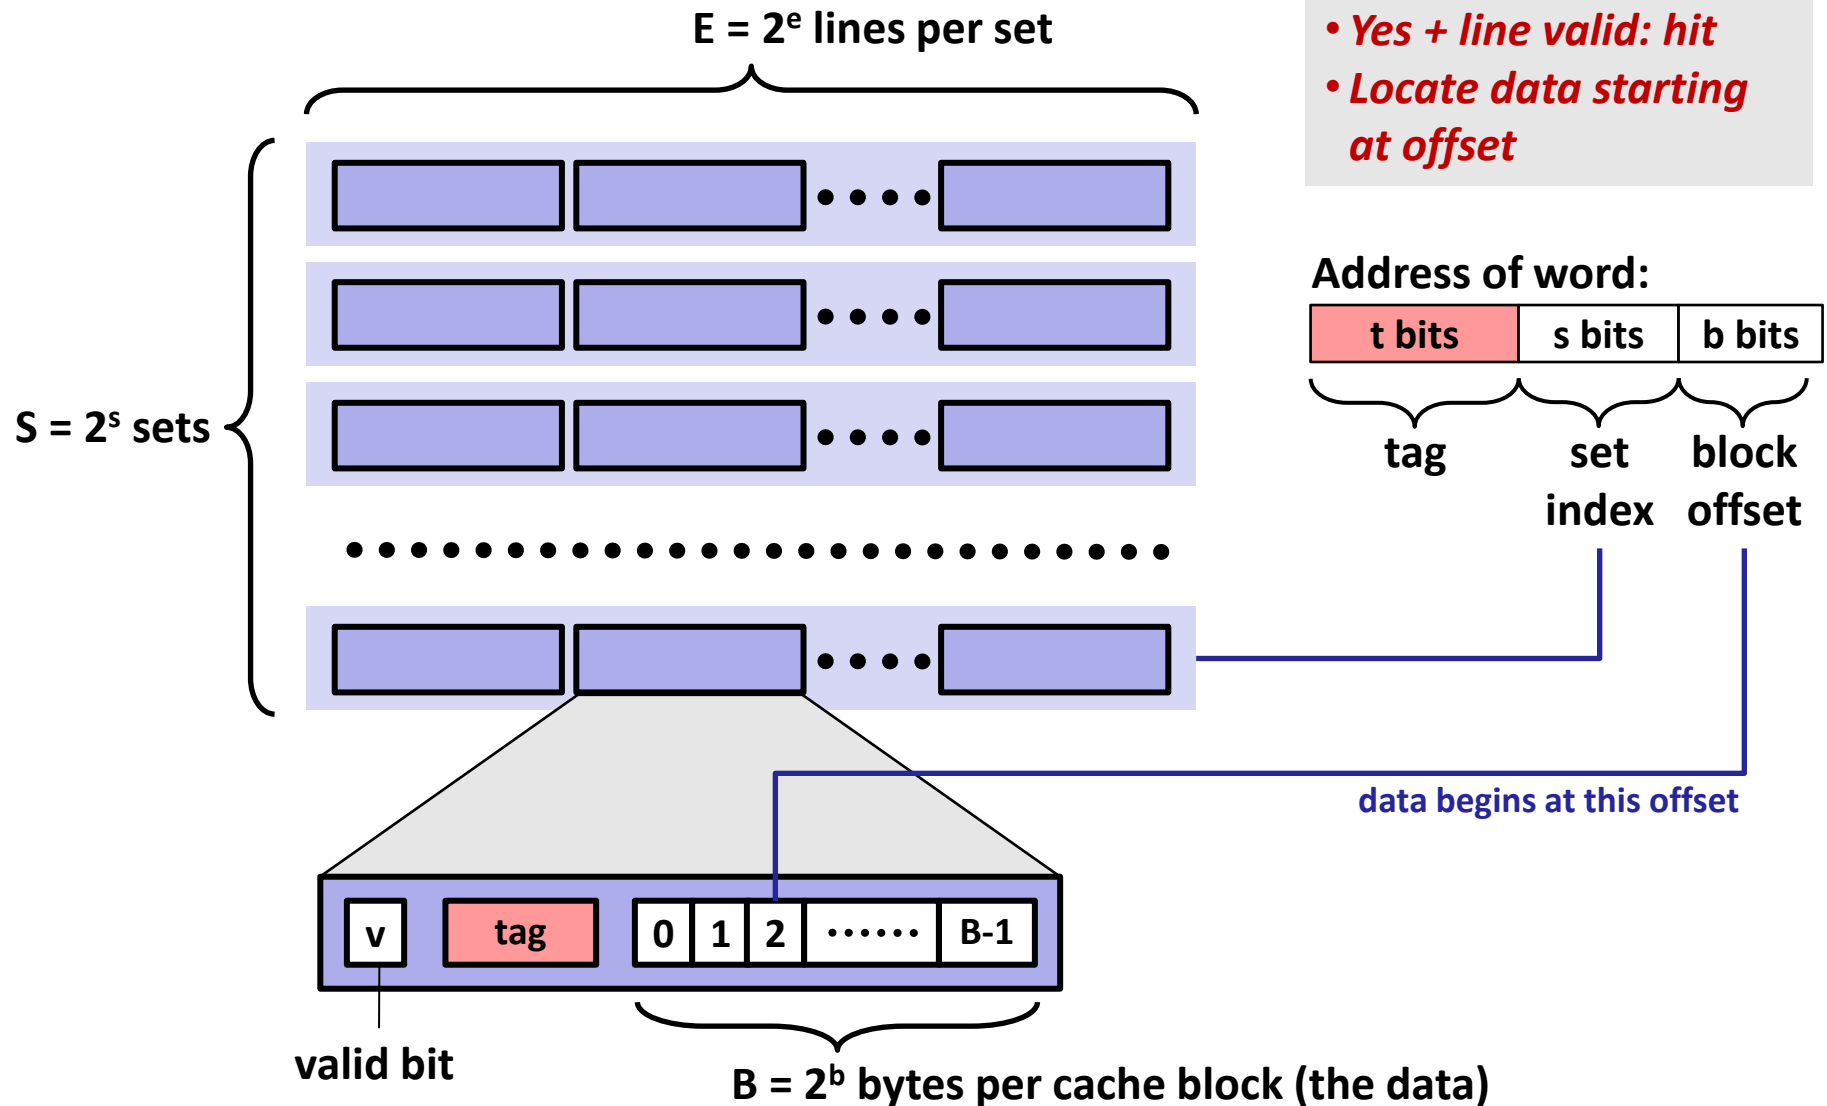 E = 2ᵉ lines per set
• Yes + line valid: hit
• Locate data starting
at offset
Address of word:
t bits s bits b bits
S = 2ˢ sets
tag set block
index offset
data begins at this offset
v tag 0 1 2 •••••• B-1
valid bit
B = 2ᵇ bytes per cache block (the data)